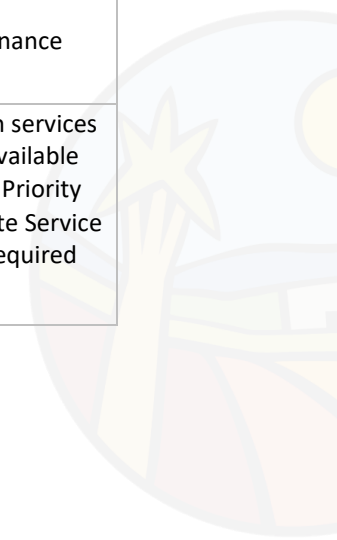 nance
n services
vailable
Priority
te Service
equired